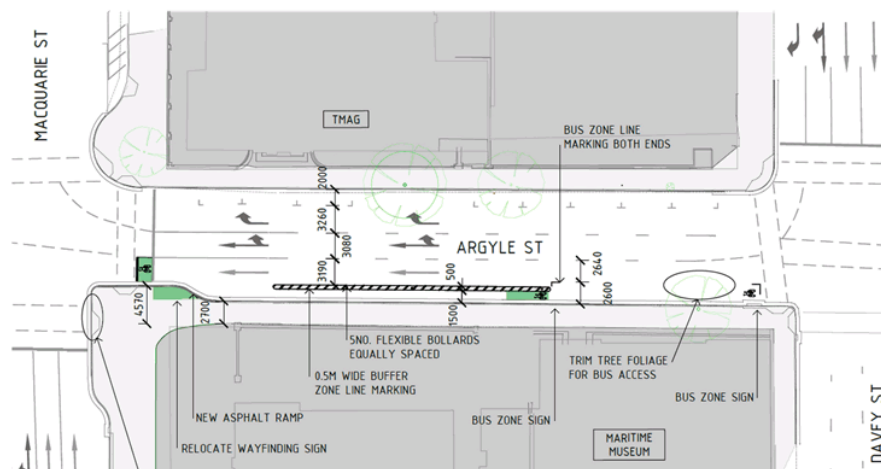 MACQUARIE ST
TMAG
BUS ZONE LINE
MARKING BOTH ENDS
2000
3260
3080
3190
ARGYLE ST
500
2640
2600
4570
2700
1500
5NO. FLEXIBLE BOLLARDS
EQUALLY SPACED
0.5M WIDE BUFFER
ZONE LINE MARKING
TRIM TREE FOLIAGE
FOR BUS ACCESS
BUS ZONE SIGN
NEW ASPHALT RAMP
BUS ZONE SIGN
RELOCATE WAYFINDING SIGN
MARITIME
MUSEUM
DAVEY ST